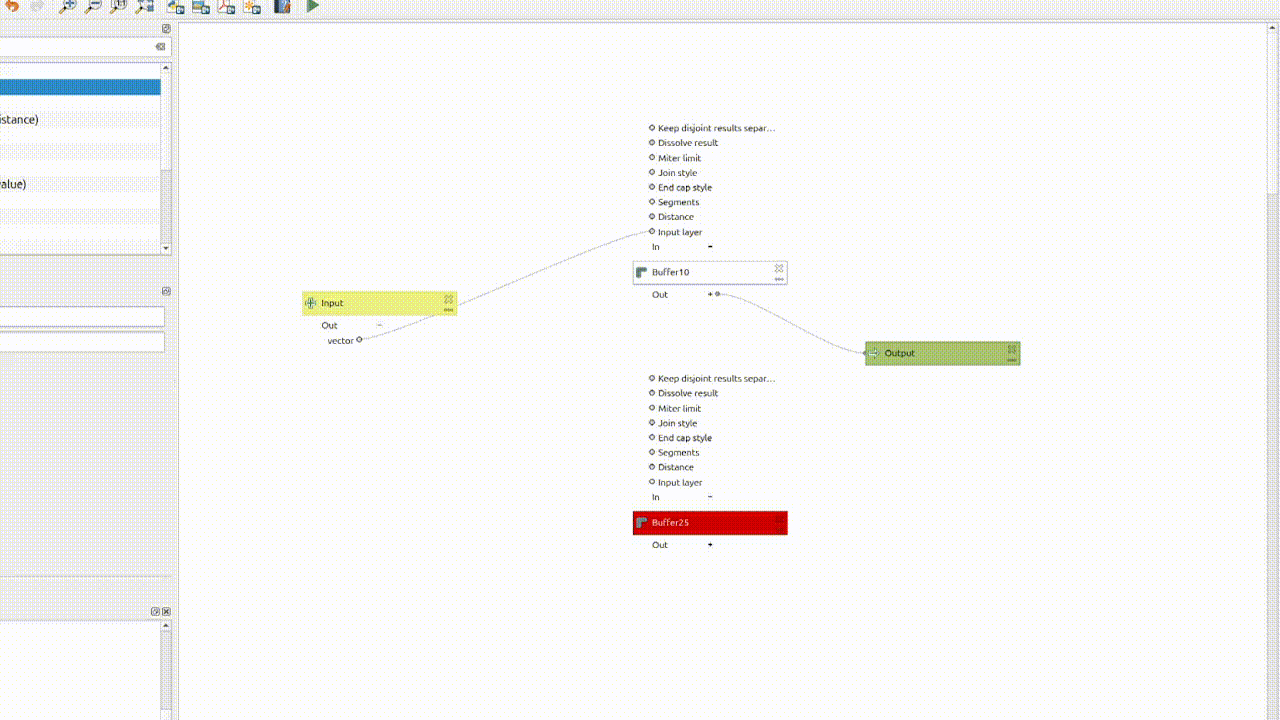 istance)
alue)
Keep disjoint results separ...
Dissolve result
Miter limit
Join style
End cap style
Segments
Distance
Input layer
In
Buffer10
Out
Input
Out
vector
Output
Keep disjoint results separ...
Dissolve result
Miter limit
Join style
End cap style
Segments
Distance
Input layer
In
Buffer25
Out